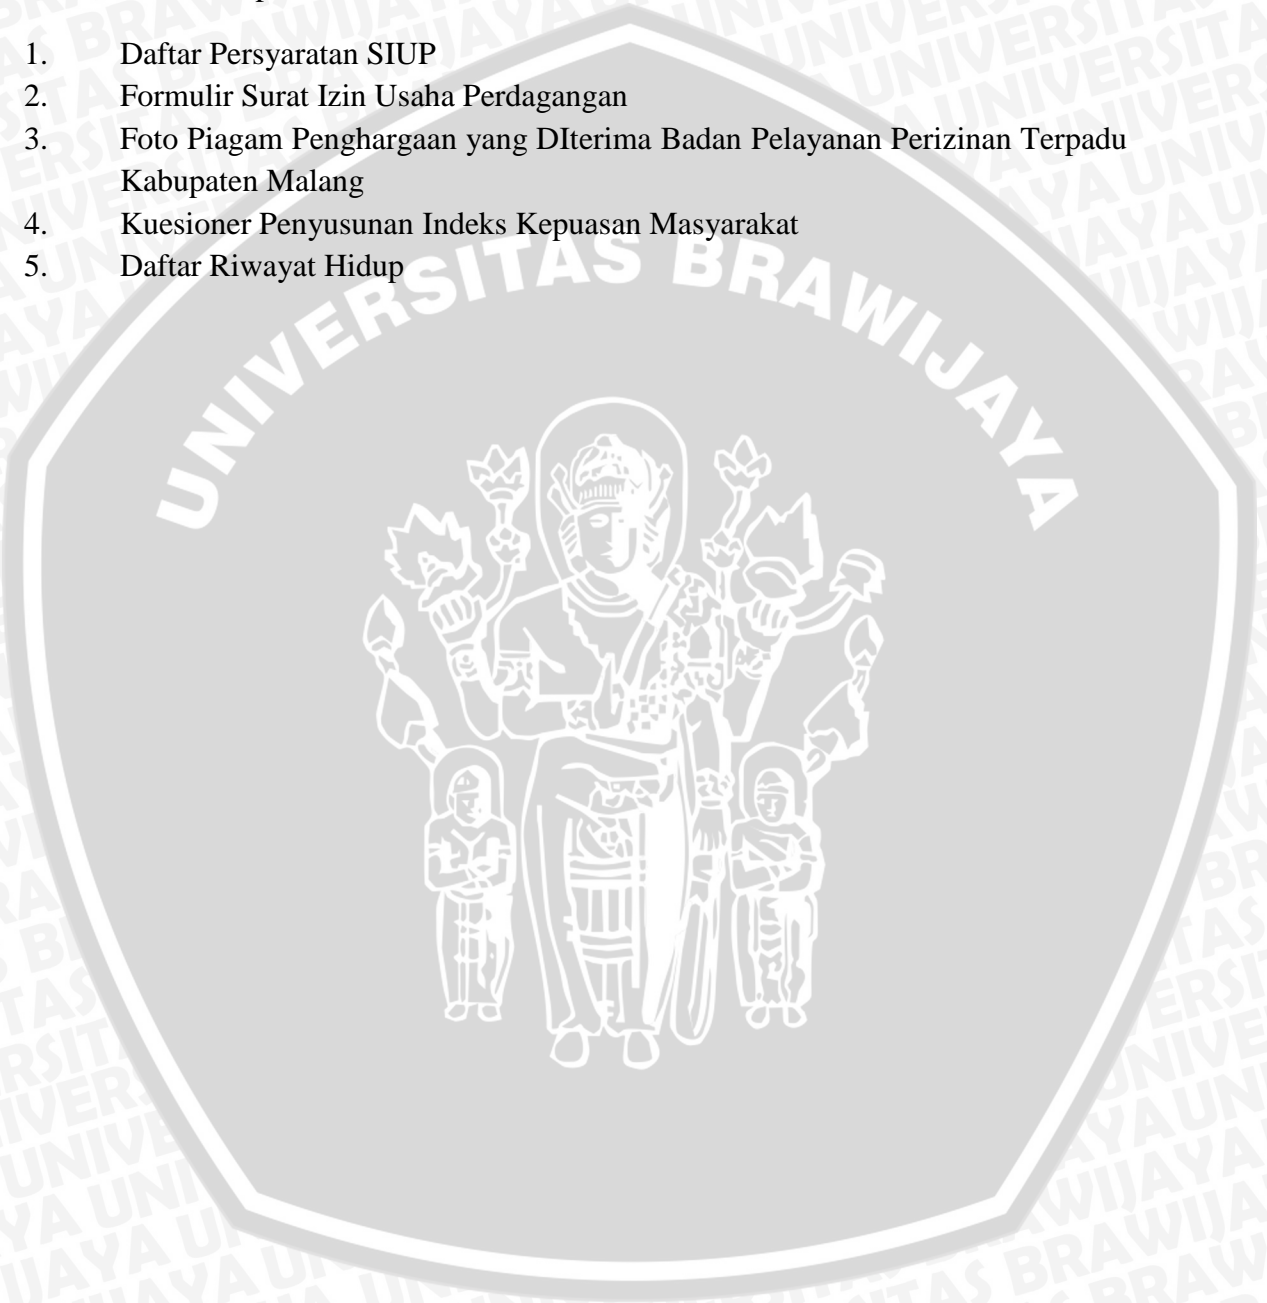 1. Daftar Persyaratan SIUP
2. Formulir Surat Izin Usaha Perdagangan
3. Foto Piagam Penghargaan yang DIterima Badan Pelayanan Perizinan Terpadu
Kabupaten Malang
4. Kuesioner Penyusunan Indeks Kepuasan Masyarakat
5. Daftar Riwayat Hidup
UNIVERSITAS BRAWIJAYA